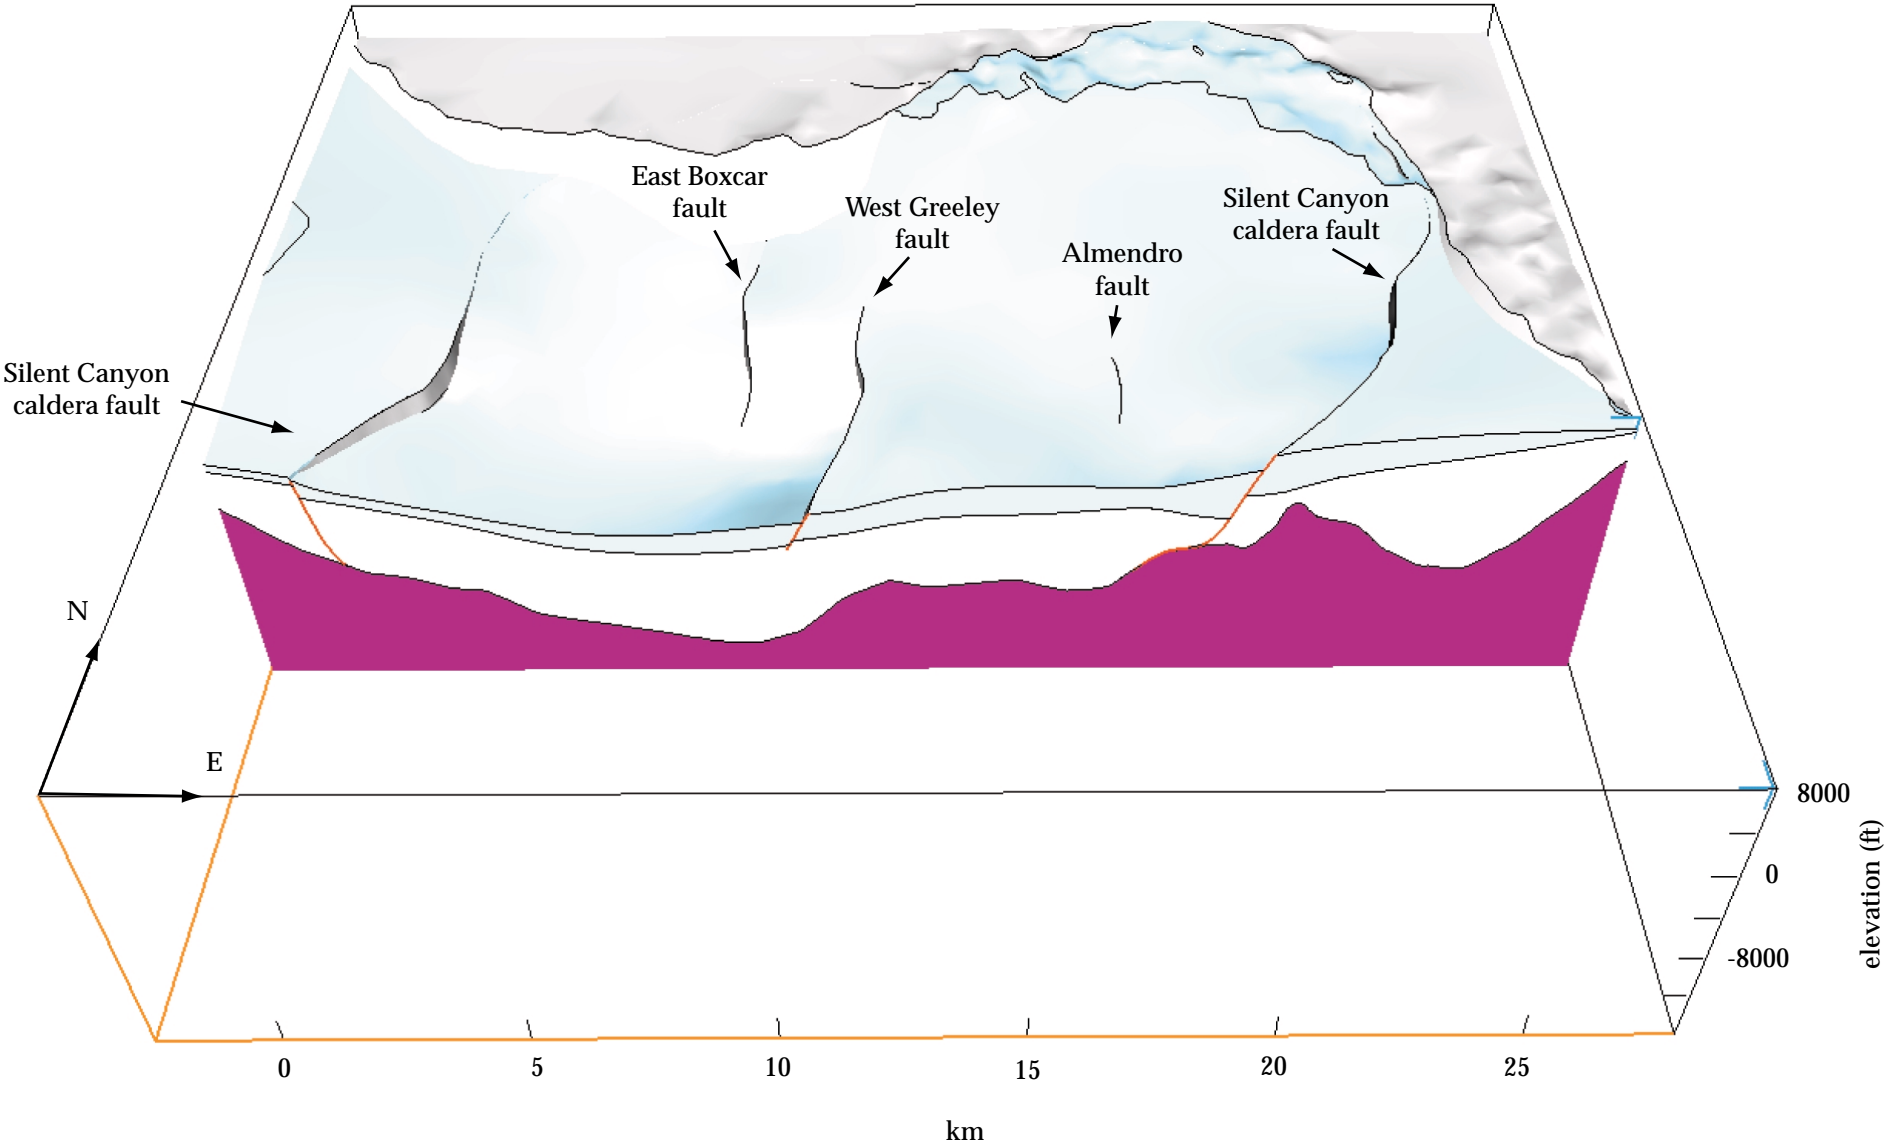 East Boxcar
fault
West Greeley
fault
Silent Canyon
caldera fault
Almendro
fault
Silent Canyon
caldera fault
N
E
8000
0
-8000
elevation (ft)
0
5
10
15
20
25
km